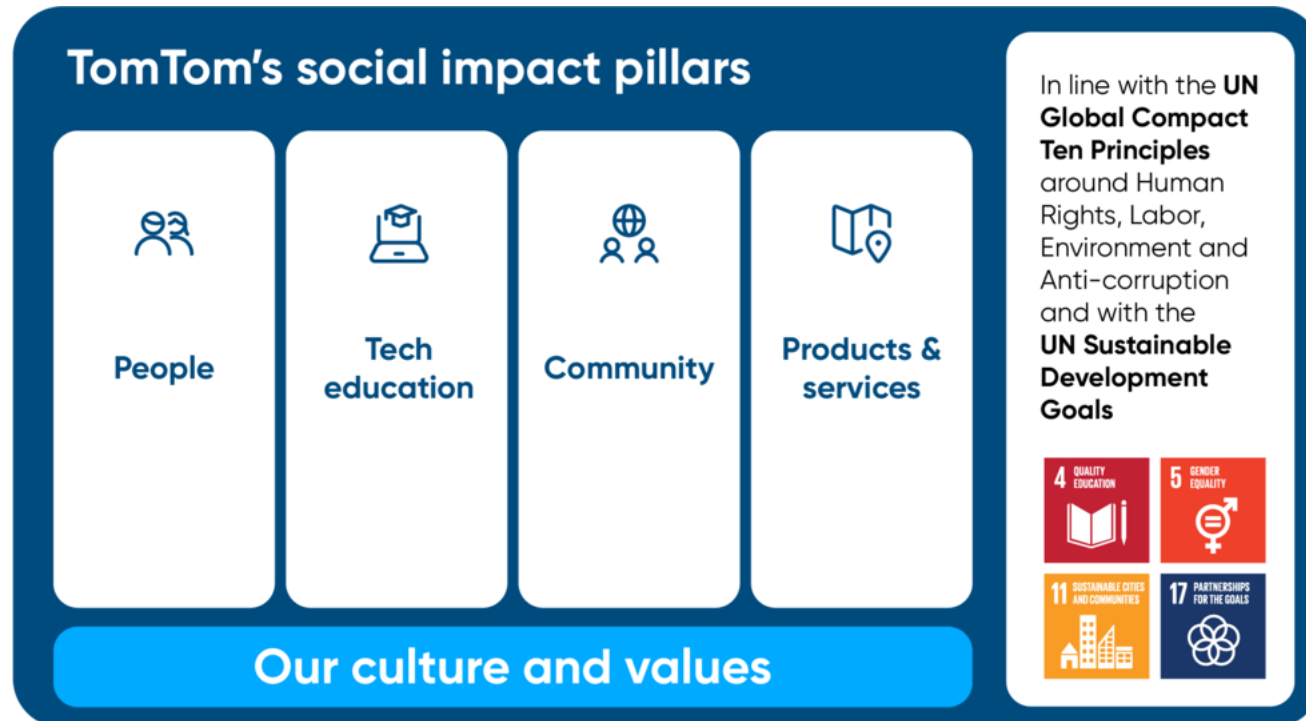 TomTom's social impact pillars
People
Tech
education
Community
Products &
services
Our culture and values
In line with the UN
Global Compact
Ten Principles
around Human
Rights, Labor,
Environment and
Anti-corruption
and with the
UN Sustainable
Development
Goals
4 QUALITY
EDUCATION
5 GENDER
EQUALITY
11 SUSTAINABLE CITIES
AND COMMUNITIES
17 PARTNERSHIPS
FOR THE GOALS